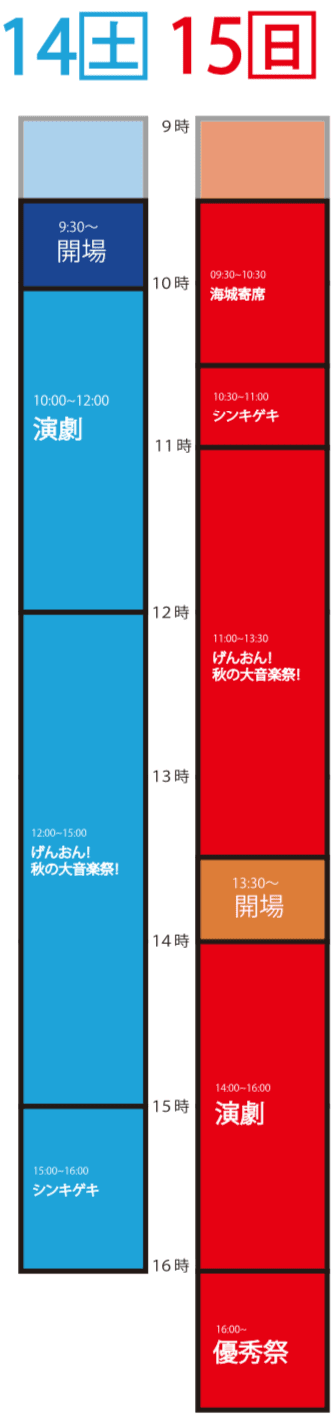 14土
15日
9時
10時
11時
12時
13時
14時
15時
16時
9:30～
開場
10:00~12:00
演劇
12:00~15:00
げんおん!
秋の大音楽祭!
15:00~16:00
シンキゲキ
09:30~10:30
海城寄席
10:30~11:00
シンキゲキ
11:00~13:30
げんおん!
秋の大音楽祭!
13:30～
開場
14:00~16:00
演劇
16:00~
優秀祭